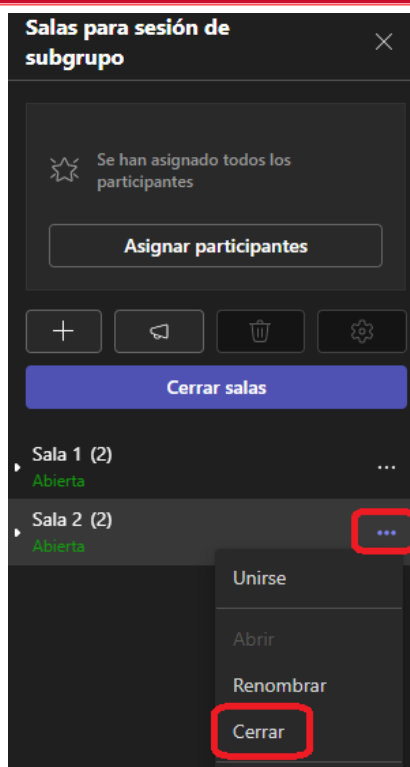 Salas para sesión de
subgrupo
Se han asignado todos los
participantes
Asignar participantes
Cerrar salas
Sala 1 (2)
Abierta
Sala 2 (2)
Abierta
Unirse
Abrir
Renombrar
Cerrar